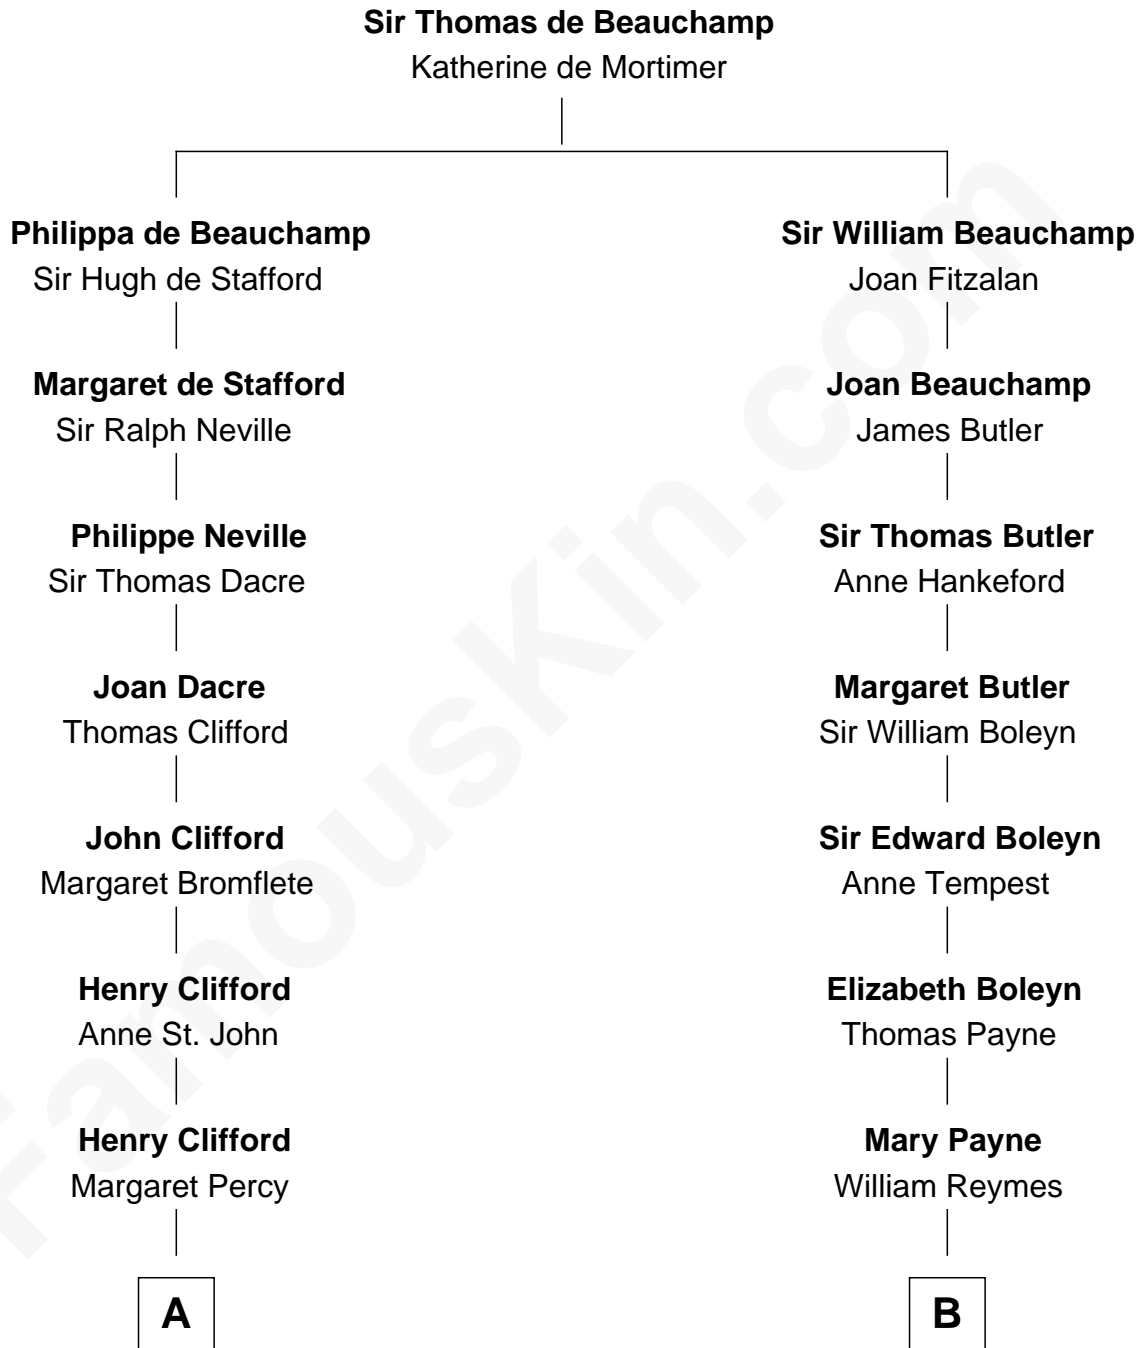 Sir Thomas de Beauchamp
Katherine de Mortimer
Philippa de Beauchamp
Sir Hugh de Stafford
Margaret de Stafford
Sir Ralph Neville
Philippe Neville
Sir Thomas Dacre
Joan Dacre
Thomas Clifford
John Clifford
Margaret Bromflete
Henry Clifford
Anne St. John
Henry Clifford
Margaret Percy
A
Sir William Beauchamp
Joan Fitzalan
Joan Beauchamp
James Butler
Sir Thomas Butler
Anne Hankeford
Margaret Butler
Sir William Boleyn
Sir Edward Boleyn
Anne Tempest
Elizabeth Boleyn
Thomas Payne
Mary Payne
William Reymes
B
FamousKin.com